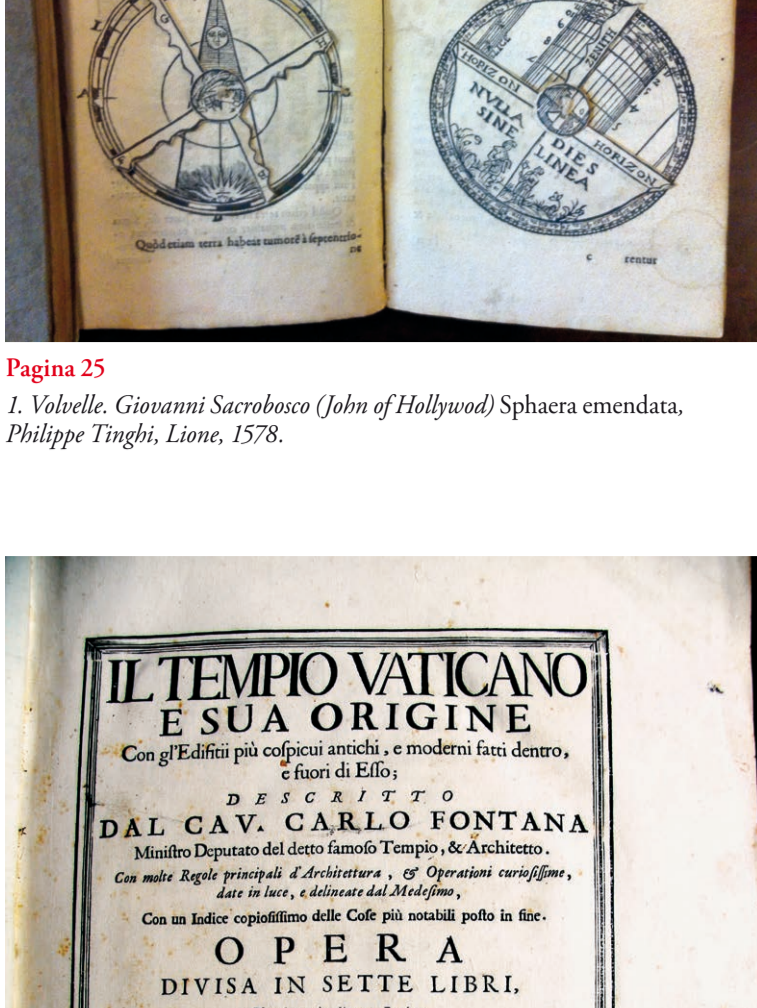 HORIZON
ZENITH
NVLLA
SINE
DIES
LINEA
HORIZON
Quòd etiam terra habeat tumorē à septentrio-
ne
c tentur
Pagina 25
1. Volvelle. Giovanni Sacrobosco (John of Hollywod) Sphaera emendata,
Philippe Tinghi, Lione, 1578.
IL TEMPIO VATICANO
E SUA ORIGINE
Con gl'Edifitii più coſpicui antichi, e moderni fatti dentro,
e fuori di Eſſo;
DESCRITTO
DAL CAV. CARLO FONTANA
Miniſtro Deputato del detto famoſo Tempio, & Architetto.
Con molte Regole principali d'Architettura, & Operationi curioſiſſime,
date in luce, e delineate dal Medeſimo,
Con un Indice copioſiſſimo delle Coſe più notabili poſto in fine.
OPERA
DIVISA IN SETTE LIBRI,